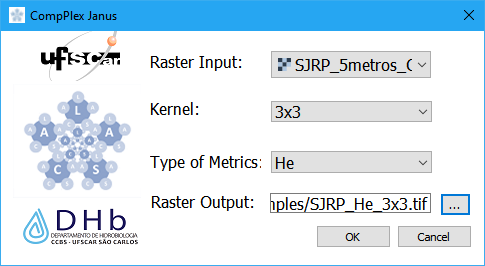 CompPlex Janus
ufscar
Raster Input:
SJRP_5metros_C
Kernel:
3x3
L A A S C
Type of Metrics:
He
Raster Output:
nples/SJRP_He_3x3.tif
...
DHb
DEPARTAMENTO DE HIDROBIOLOGIA
CCBS - UFSCAR SÃO CARLOS
OK
Cancel